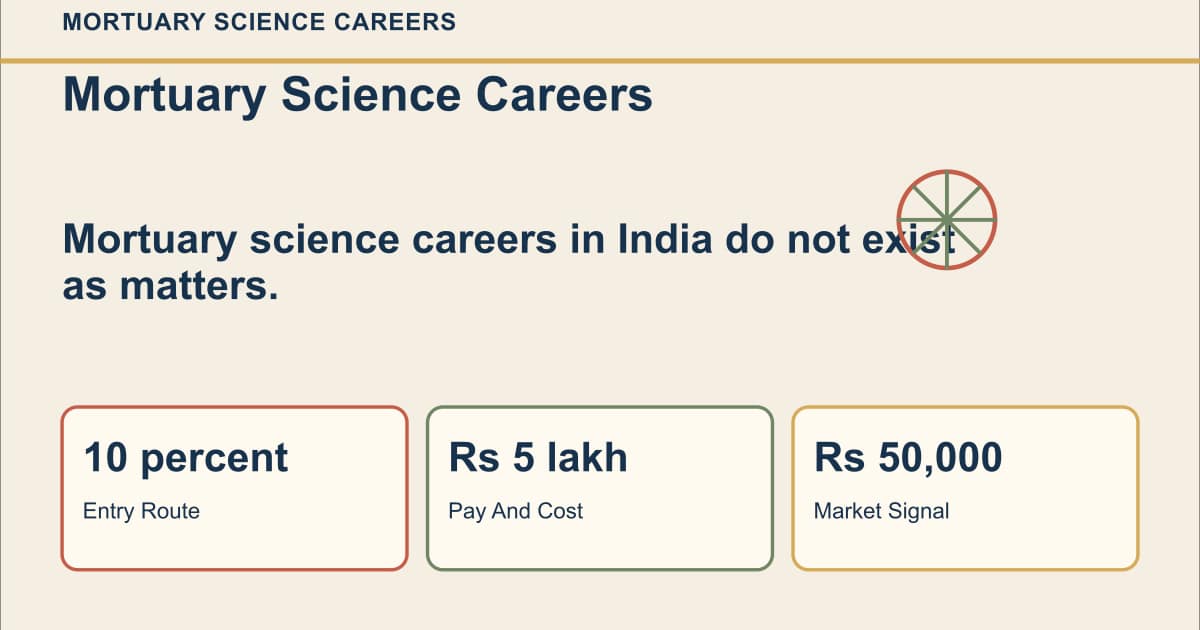 MORTUARY SCIENCE CAREERS
Mortuary Science Careers
Mortuary science careers in India do not exist
as matters.
10 percent
Entry Route
Rs 5 lakh
Pay And Cost
Rs 50,000
Market Signal